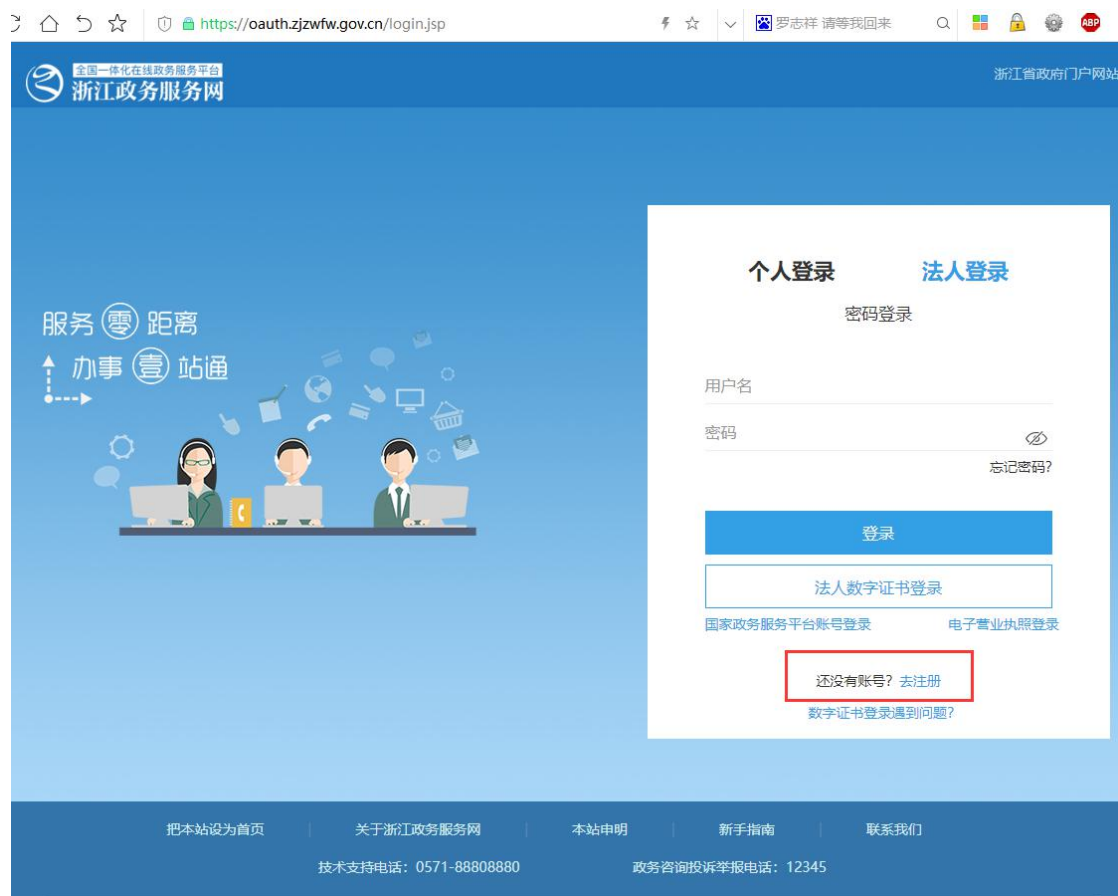 https://oauth.zjzwfw.gov.cn/login.jsp
罗志祥 请等我回来
ABP
全国一体化在线政务服务平台
浙江政务服务网
浙江省政府门户网站
服务零距离
办事壹站通
个人登录 法人登录
密码登录
用户名
密码
忘记密码?
登录
法人数字证书登录
国家政务服务平台账号登录 电子营业执照登录
还没有账号? 去注册
数字证书登录遇到问题?
把本站设为首页 | 关于浙江政务服务网 | 本站申明 | 新手指南 | 联系我们
技术支持电话: 0571-88808880 政务咨询投诉举报电话: 12345